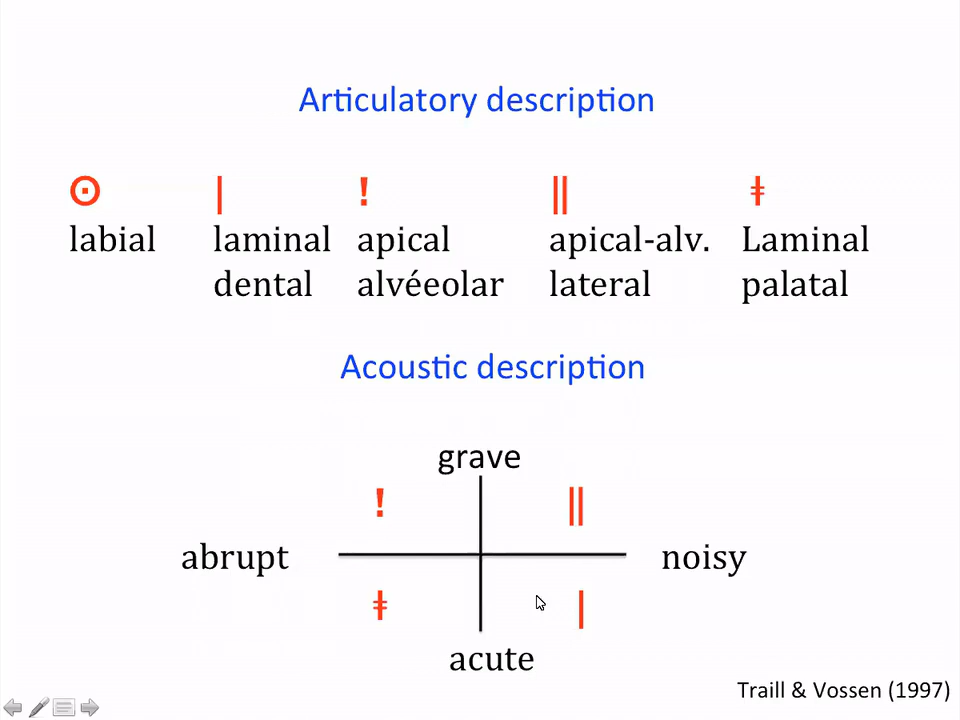 Articulatory description
ʘ ǀ ! ǁ ǂ
labial laminal apical apical-alv. Laminal
dental alvéeolar lateral palatal
Acoustic description
grave
! ǁ
abrupt noisy
ǂ ǀ
acute
Traill & Vossen (1997)